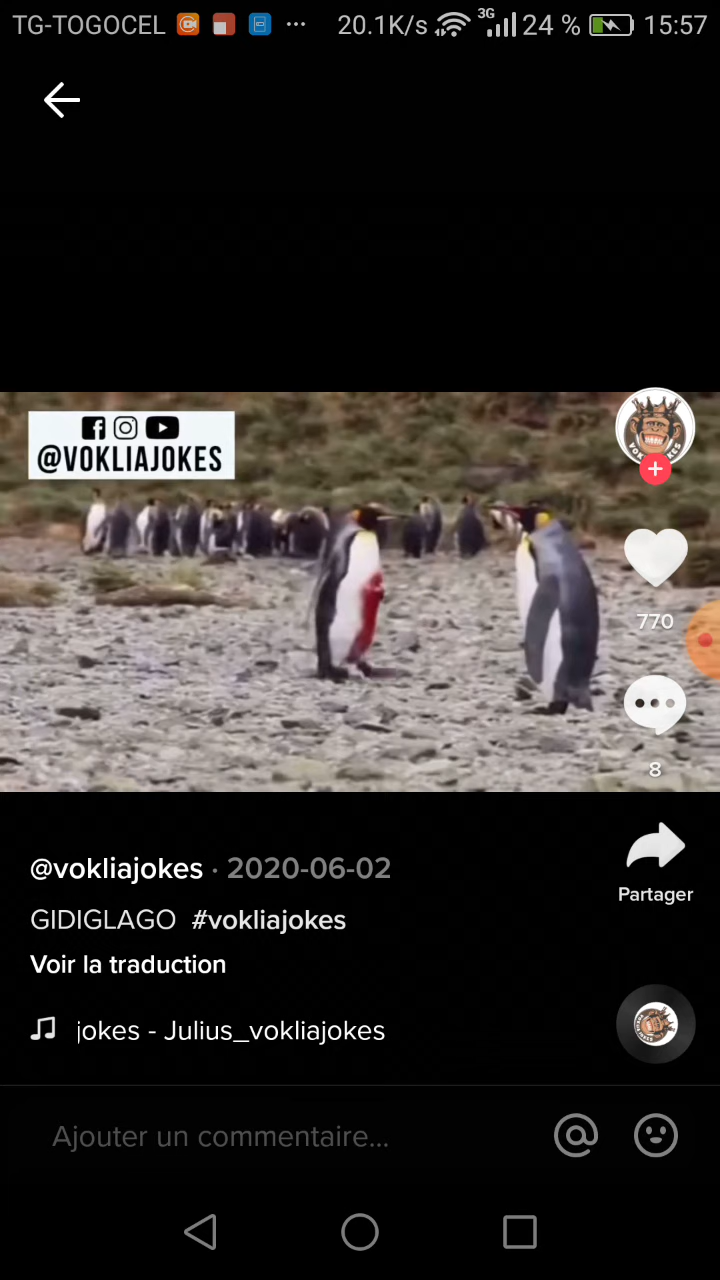 TG-TOGOCEL 20.1K/s 3G 24 % 15:57
@VOKLIAJOKES
770
8
@vokliajokes · 2020-06-02
Partager
GIDIGLAGO #vokliajokes
Voir la traduction
jokes - Julius_vokliajokes
Ajouter un commentaire...